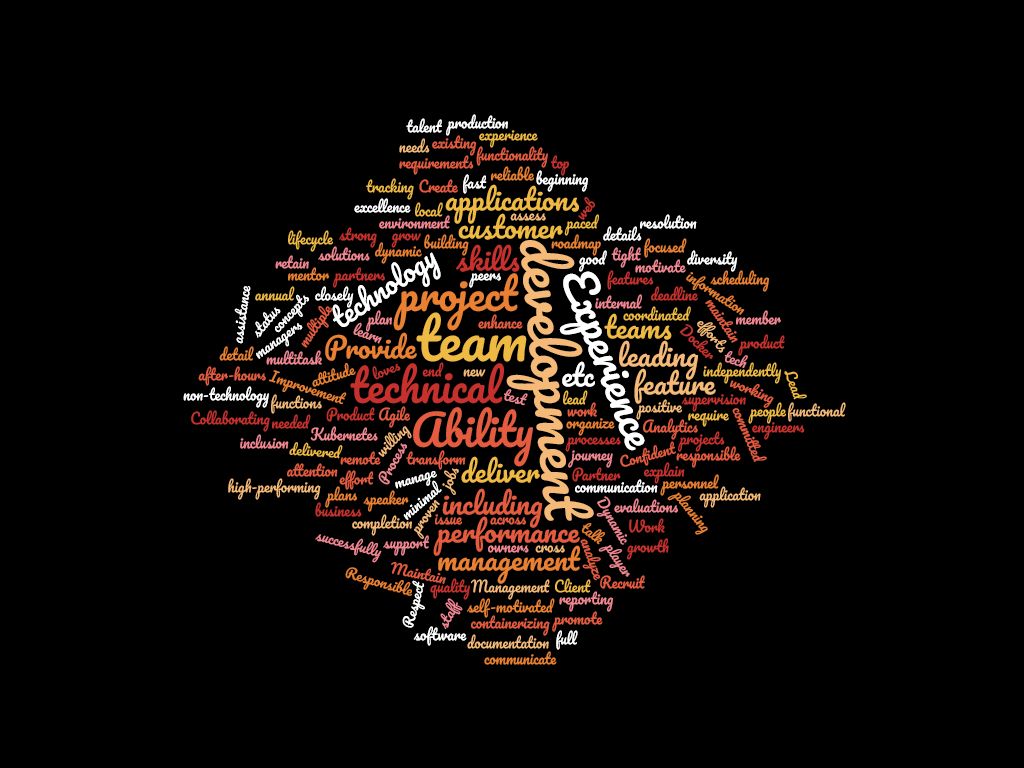 talent production
needs existing experience
requirements functionality top
tracking Create fast reliable beginning
excellence local applications
assess
environment customer paced
details resolution
lifecycle strong grow building roadmap focused
retain solutions dynamic skills good tight diversity
motivate
mentor partners technology peers features information scheduling
annual closely project Experience internal deadline
assistance status concepts multiple plan development coordinated maintain member
managers learn enhance teams Docker efforts product
detail multitask Provide team leading tech
after-hours Improvement attitude loves end new etc feature independently Lead
working
non-technology functions technical test lead positive supervision
Collaborating needed Product Agile Ability work require people functional
organize Analytics committed engineers
inclusion Kubernetes willing processes projects
delivered remote Process transform journey Confident responsible
attention effort manage jobs deliver Partner explain
high-performing plans speaker minimal communication personnel application
business proven including Dynamic evaluations planning
completion issue across talk Work
successfully support performance analyze player growth
owners cross
Responsible Maintain management
Respect quality Management Client Recruit
staff self-motivated reporting
containerizing promote
software documentation full
communicate